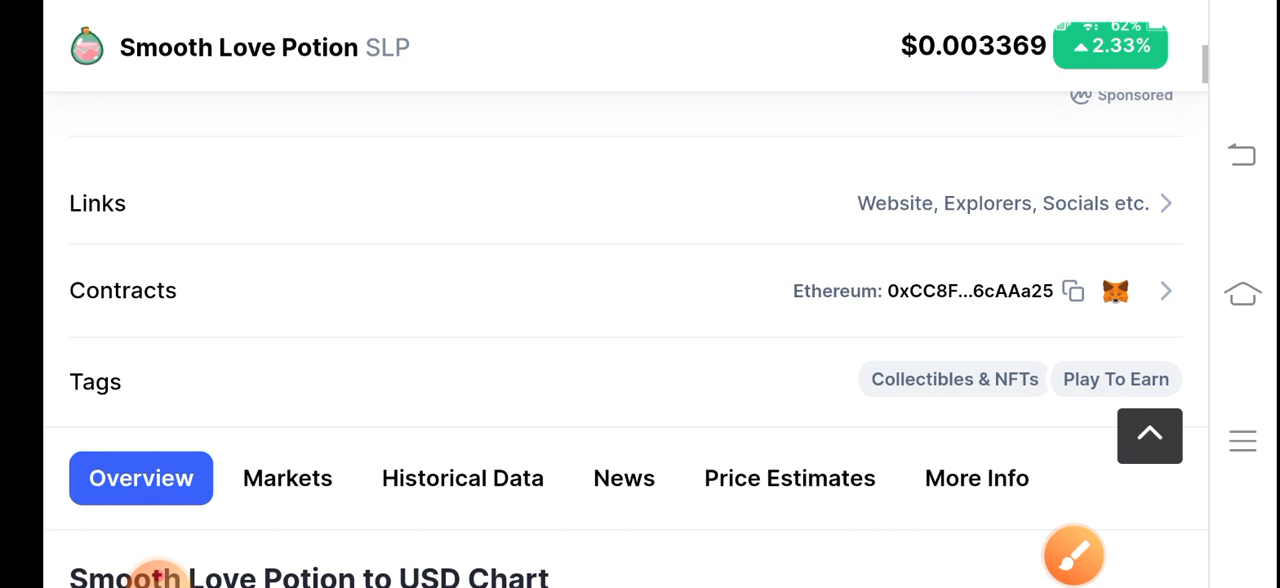 62%
Smooth Love Potion SLP $0.003369 2.33%
Sponsored
Links Website, Explorers, Socials etc.
Contracts Ethereum: 0xCC8F...6cAAa25
Tags Collectibles & NFTs Play To Earn
Overview Markets Historical Data News Price Estimates More Info
Smooth Love Potion to USD Chart